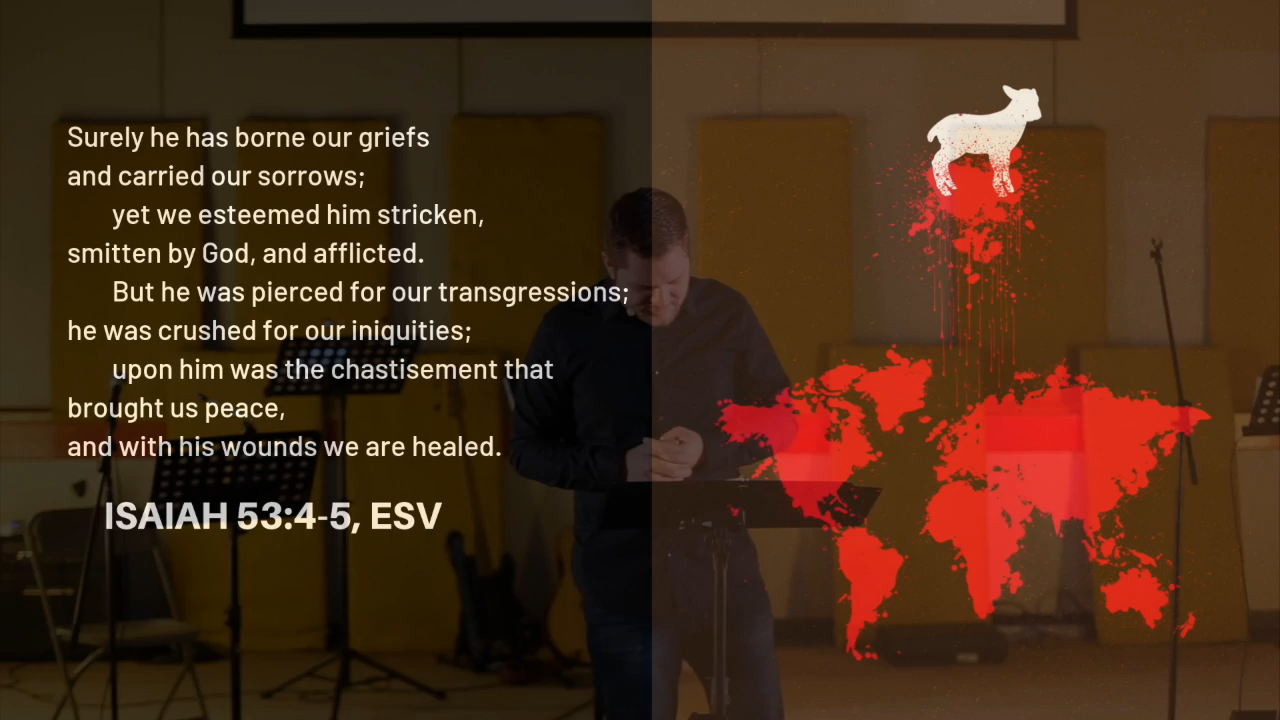 Surely he has borne our griefs
and carried our sorrows;
yet we esteemed him stricken,
smitten by God, and afflicted.
But he was pierced for our transgressions;
he was crushed for our iniquities;
upon him was the chastisement that
brought us peace,
and with his wounds we are healed.
ISAIAH 53:4-5, ESV